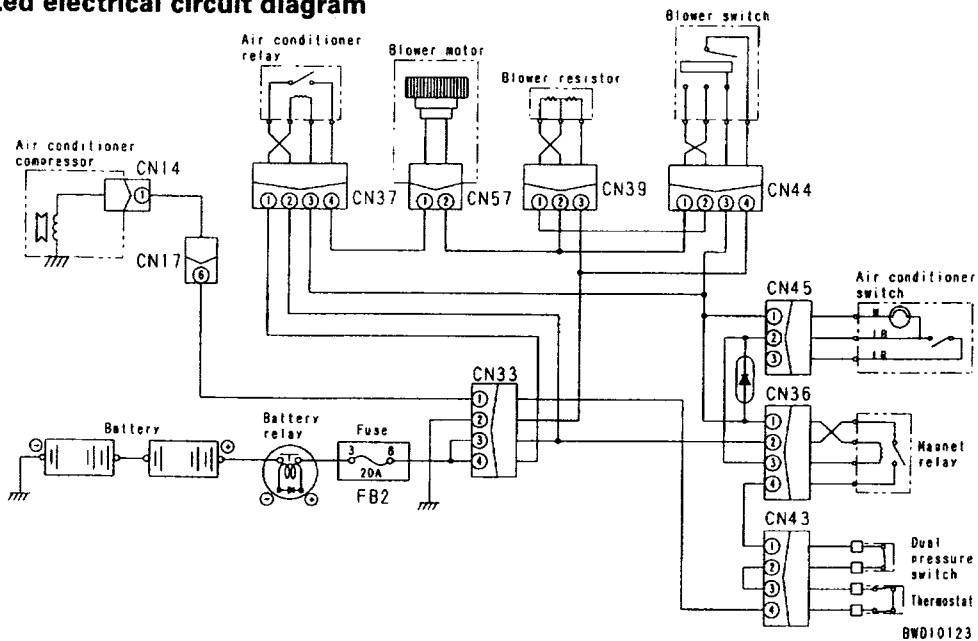 ted electrical circuit diagram
Blower switch
Air conditioner
relay
Blower motor
Blower resistor
Air conditioner
compressor
CN14
1
CN37
CN57
CN39
CN44
1 2 3 4
1 2
1 2 3
1 2 3 4
CN17
6
CN45
Air conditioner
switch
1
2
3
CN33
1
2
3
4
CN36
1
2
3
4
Magnet
relay
Battery
Battery
relay
Fuse
3 8
20A
FB2
CN43
1
2
3
4
Dual
pressure
switch
Thermostat
BWD10123